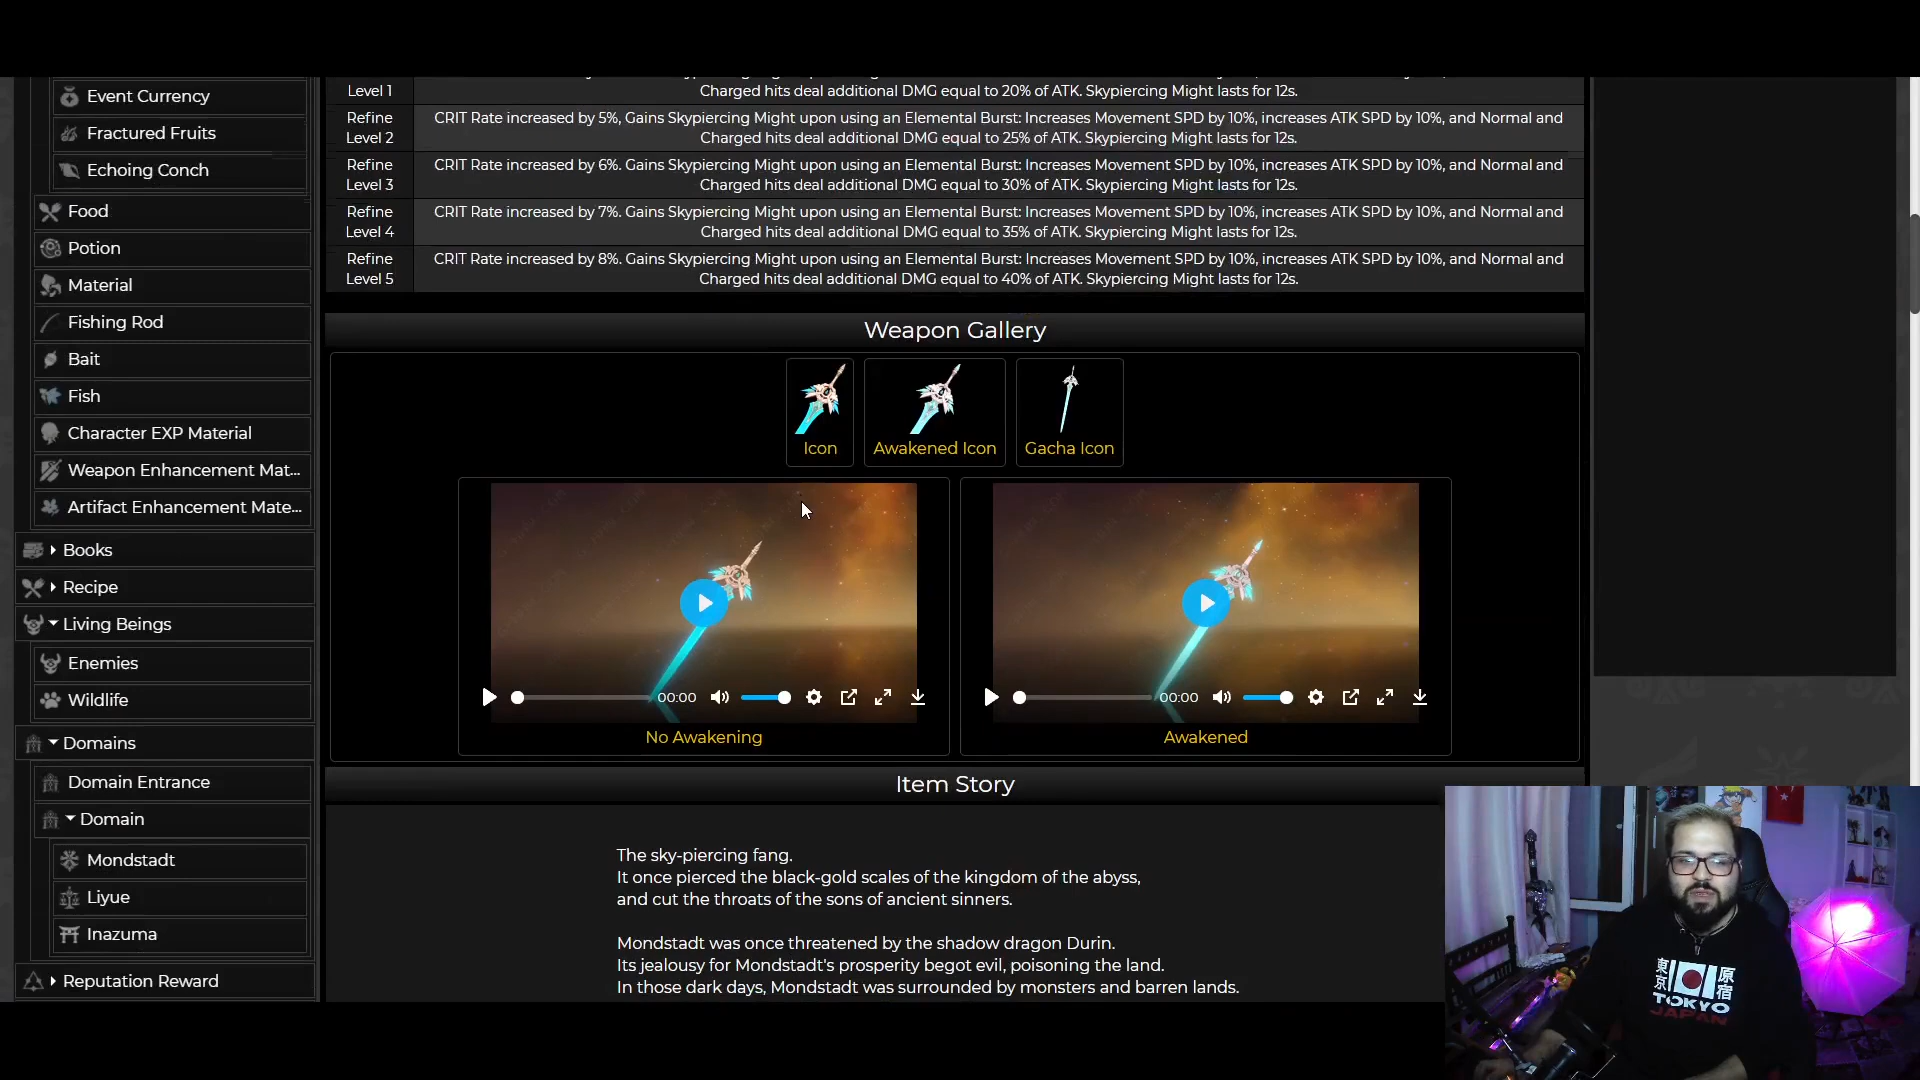 Event Currency
Fractured Fruits
Echoing Conch
Food
Potion
Material
Fishing Rod
Bait
Fish
Character EXP Material
Weapon Enhancement Mat...
Artifact Enhancement Mate...
Books
Recipe
Living Beings
Enemies
Wildlife
Domains
Domain Entrance
Domain
Mondstadt
Liyue
Inazuma
Reputation Reward
Level 1
Charged hits deal additional DMG equal to 20% of ATK. Skypiercing Might lasts for 12s.
Refine
Level 2
CRIT Rate increased by 5%, Gains Skypiercing Might upon using an Elemental Burst: Increases Movement SPD by 10%, increases ATK SPD by 10%, and Normal and
Charged hits deal additional DMG equal to 25% of ATK. Skypiercing Might lasts for 12s.
Refine
Level 3
CRIT Rate increased by 6%. Gains Skypiercing Might upon using an Elemental Burst: Increases Movement SPD by 10%, increases ATK SPD by 10%, and Normal and
Charged hits deal additional DMG equal to 30% of ATK. Skypiercing Might lasts for 12s.
Refine
Level 4
CRIT Rate increased by 7%. Gains Skypiercing Might upon using an Elemental Burst: Increases Movement SPD by 10%, increases ATK SPD by 10%, and Normal and
Charged hits deal additional DMG equal to 35% of ATK. Skypiercing Might lasts for 12s.
Refine
Level 5
CRIT Rate increased by 8%. Gains Skypiercing Might upon using an Elemental Burst: Increases Movement SPD by 10%, increases ATK SPD by 10%, and Normal and
Charged hits deal additional DMG equal to 40% of ATK. Skypiercing Might lasts for 12s.
Weapon Gallery
Icon
Awakened Icon
Gacha Icon
00:00
No Awakening
00:00
Awakened
Item Story
The sky-piercing fang.
It once pierced the black-gold scales of the kingdom of the abyss,
and cut the throats of the sons of ancient sinners.
Mondstadt was once threatened by the shadow dragon Durin.
Its jealousy for Mondstadt's prosperity begot evil, poisoning the land.
In those dark days, Mondstadt was surrounded by monsters and barren lands.
東京
原宿
TOKYO
JAPAN